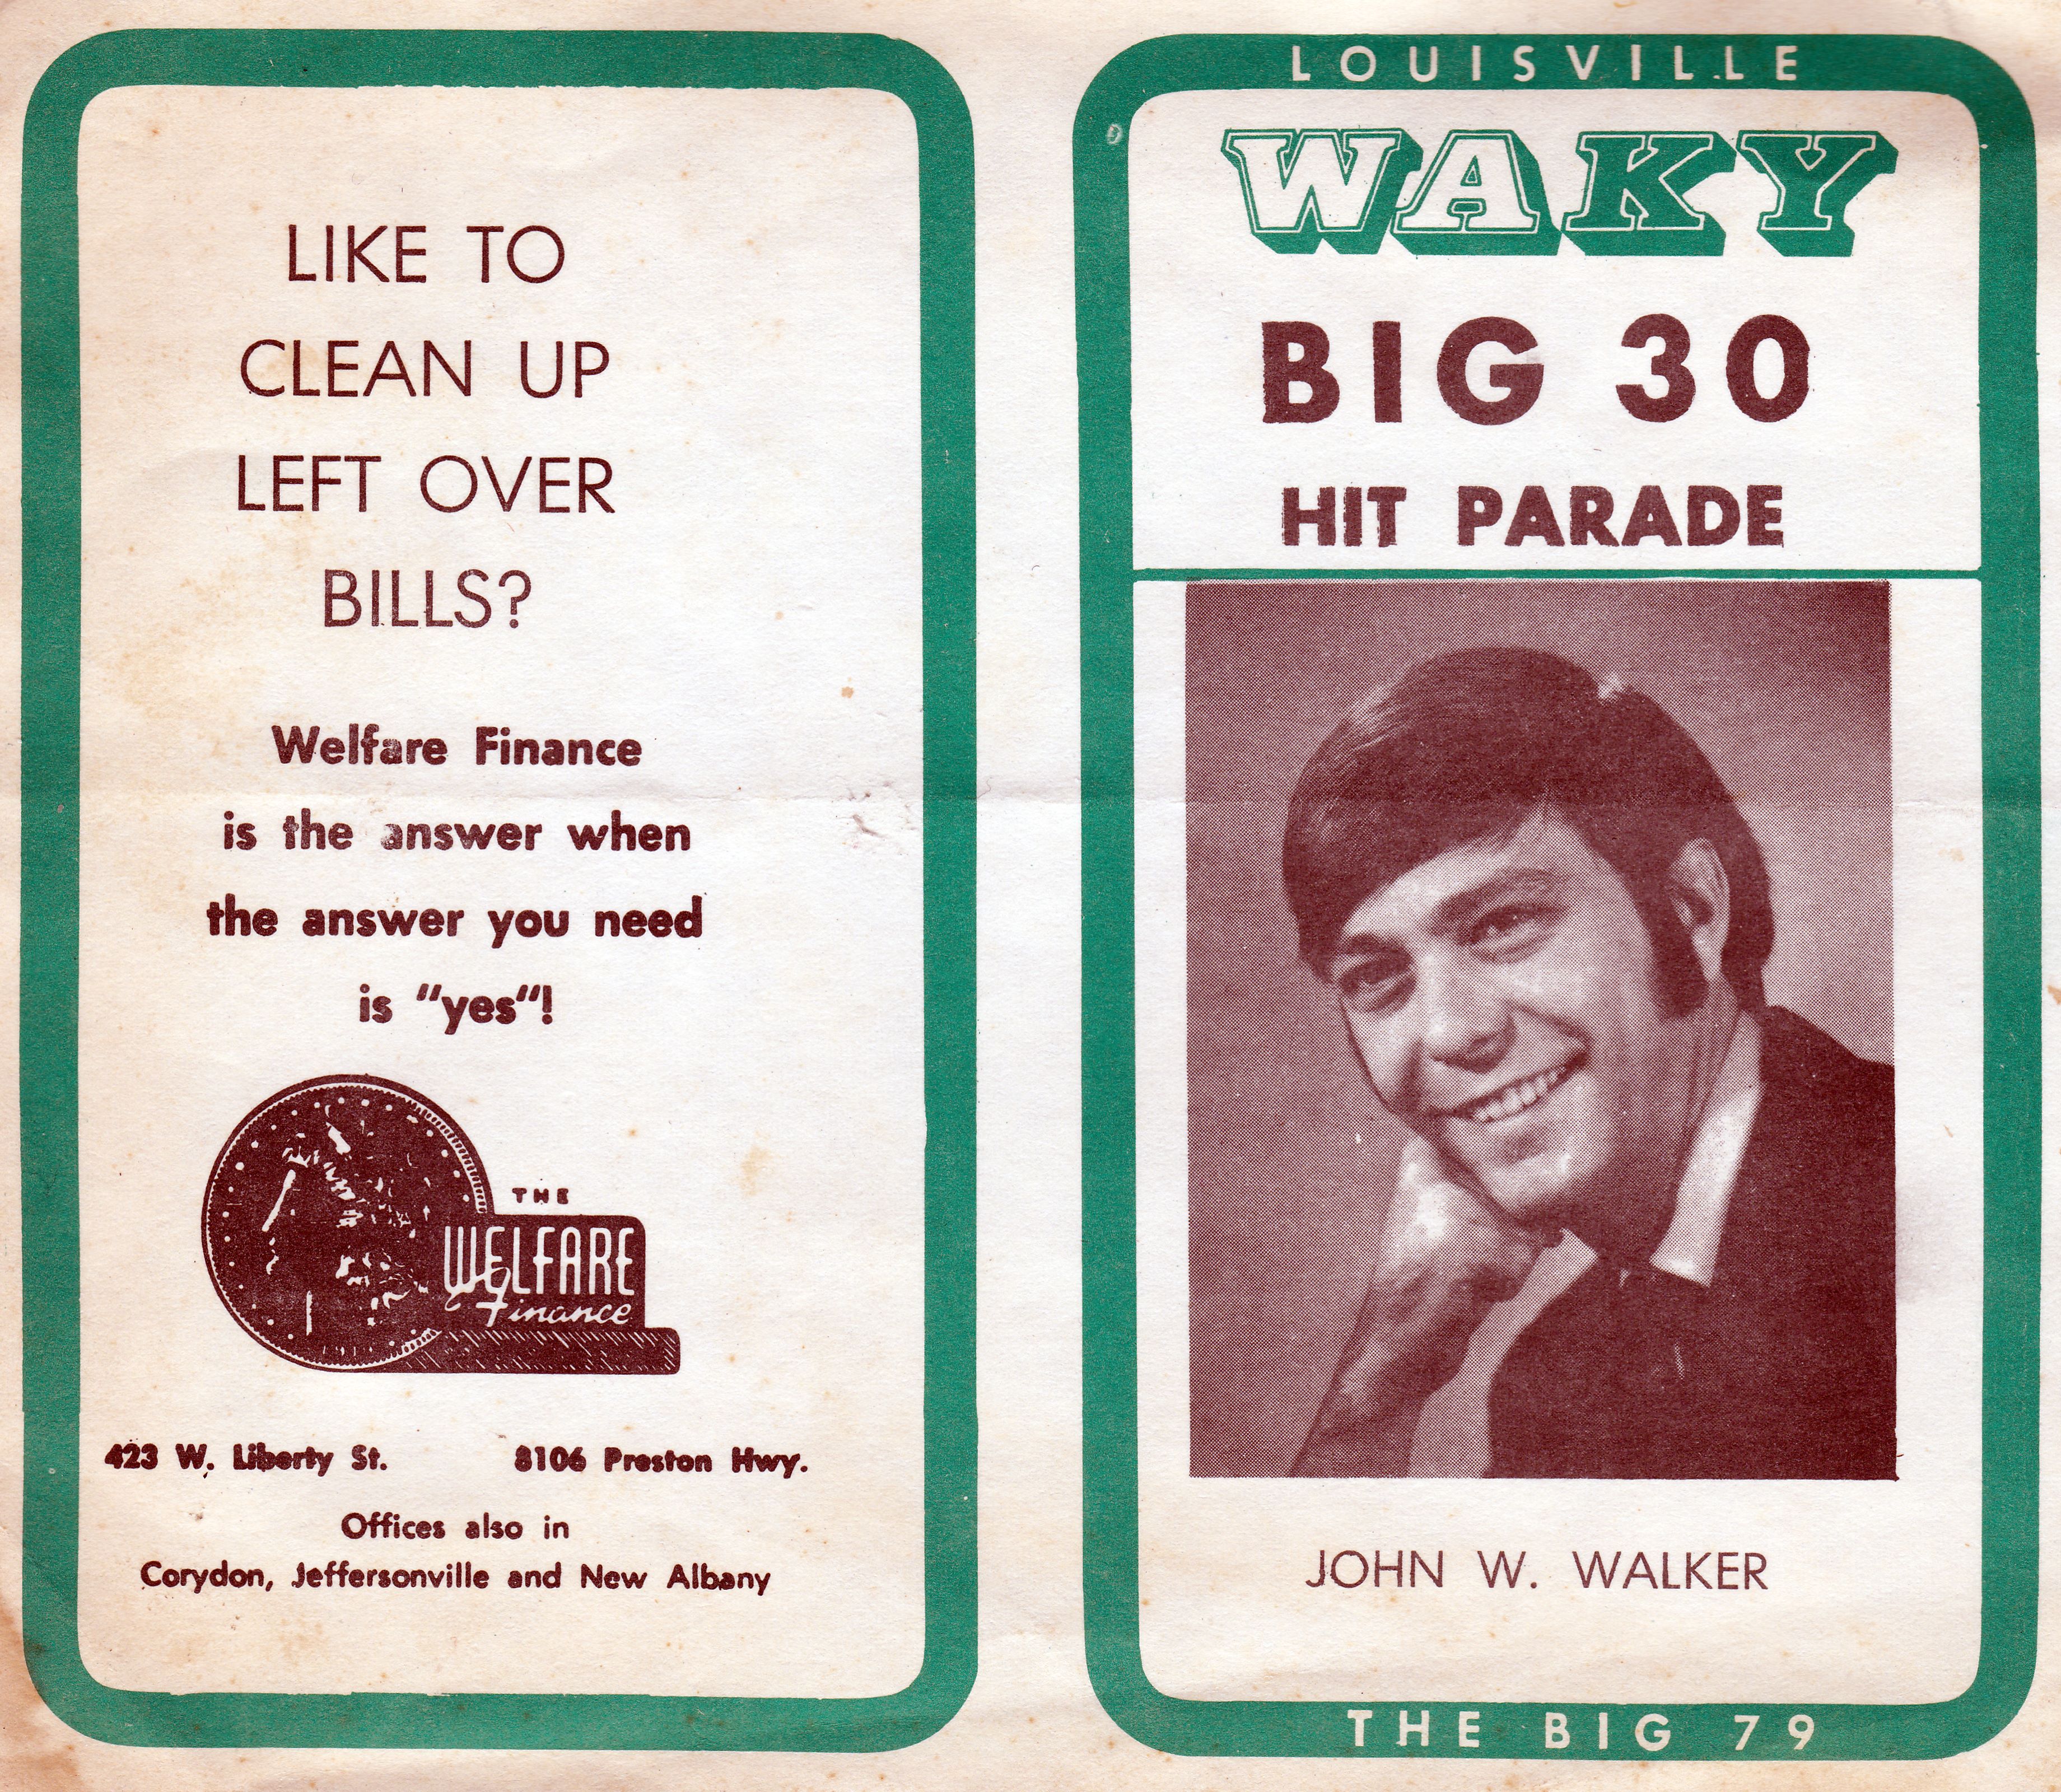 LIKE TO
CLEAN UP
LEFT OVER
BILLS?
Welfare Finance
is the answer when
the answer you need
is "yes"!
THE
WELFARE
Finance
423 W. Liberty St. 8106 Preston Hwy.
Offices also in
Corydon, Jeffersonville and New Albany
LOUISVILLE
WAKY
BIG 30
HIT PARADE
JOHN W. WALKER
THE BIG 79